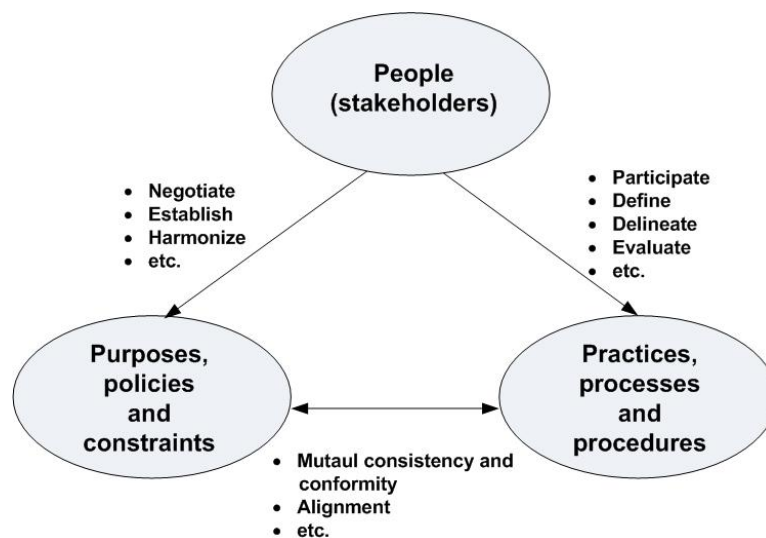 People
(stakeholders)
• Negotiate
• Establish
• Harmonize
• etc.
• Participate
• Define
• Delineate
• Evaluate
• etc.
Purposes,
policies
and
constraints
Practices,
processes
and
procedures
• Mutaul consistency and
conformity
• Alignment
• etc.